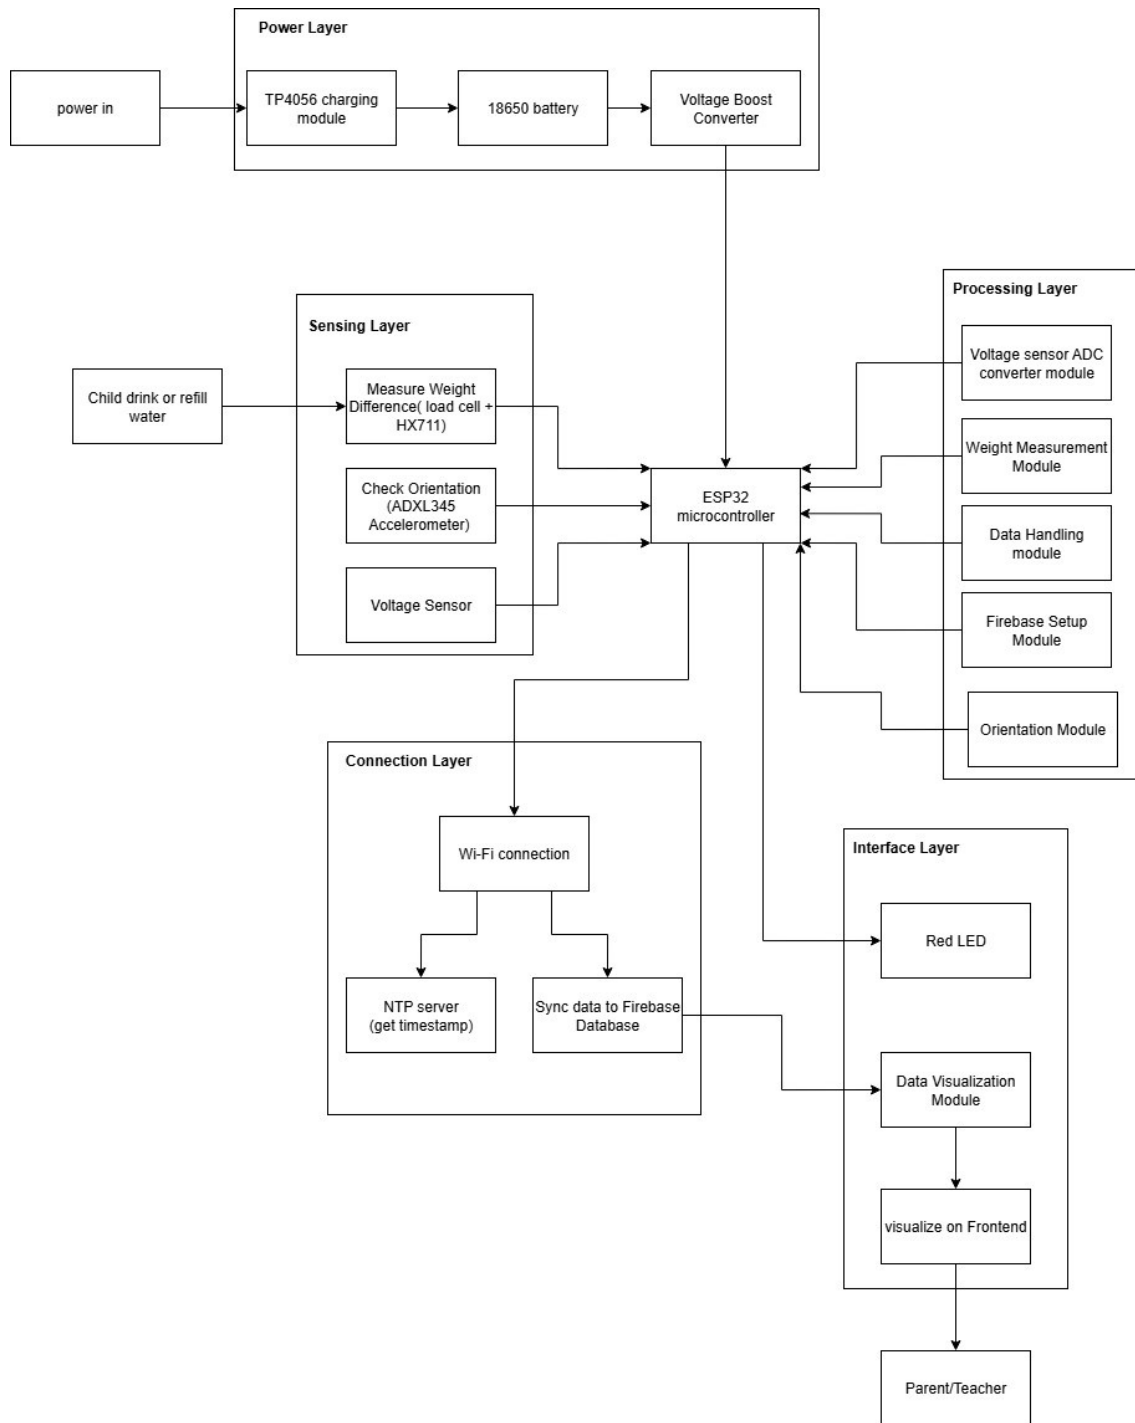 Power Layer
power in
TP4056 charging
module
18650 battery
Voltage Boost
Converter
Processing Layer
Sensing Layer
Voltage sensor ADC
converter module
Child drink or refill
water
Measure Weight
Difference( load cell +
HX711)
Weight Measurement
Module
Check Orientation
(ADXL345
Accelerometer)
ESP32
microcontroller
Data Handling
module
Voltage Sensor
Firebase Setup
Module
Orientation Module
Connection Layer
Wi-Fi connection
Interface Layer
Red LED
NTP server
(get timestamp)
Sync data to Firebase
Database
Data Visualization
Module
visualize on Frontend
Parent/Teacher